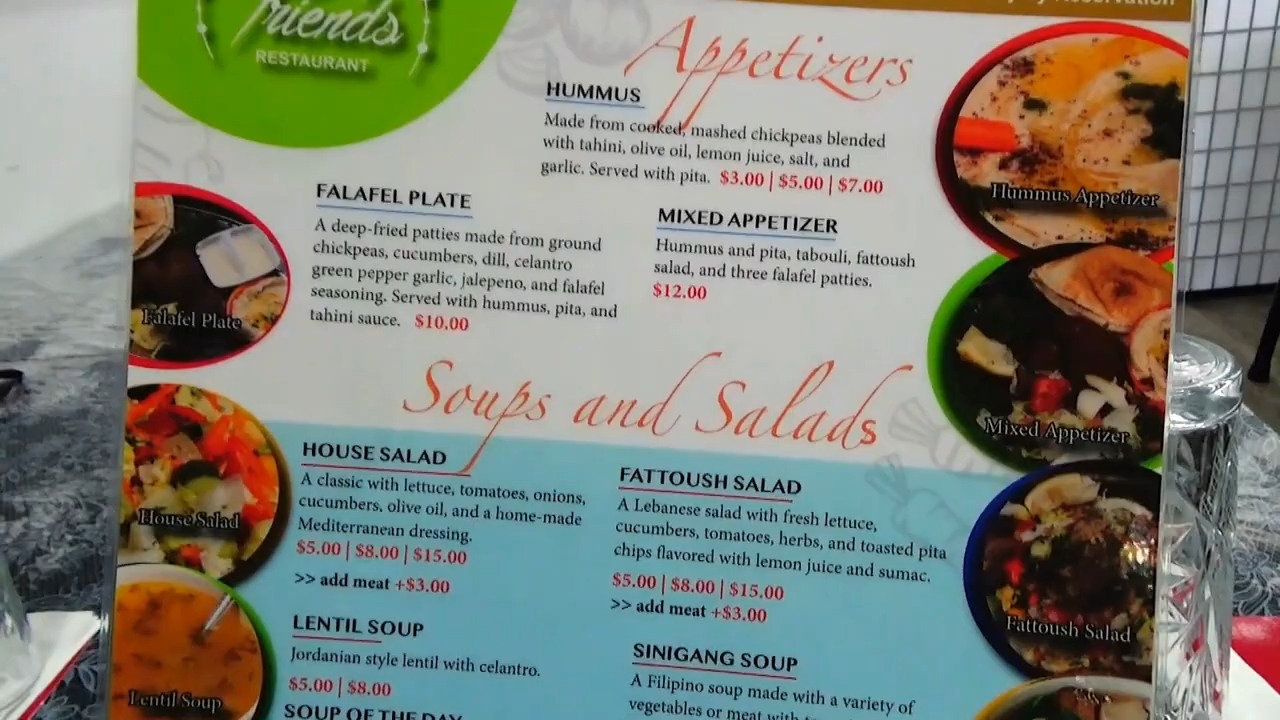 friends
RESTAURANT
Reservation
Appetizers
HUMMUS
Made from cooked, mashed chickpeas blended
with tahini, olive oil, lemon juice, salt, and
garlic. Served with pita. $3.00 | $5.00 | $7.00
Hummus Appetizer
FALAFEL PLATE
A deep-fried patties made from ground
chickpeas, cucumbers, dill, celantro
green pepper garlic, jalepeno, and falafel
seasoning. Served with hummus, pita, and
tahini sauce. $10.00
Falafel Plate
MIXED APPETIZER
Hummus and pita, tabouli, fattoush
salad, and three falafel patties.
$12.00
Mixed Appetizer
Soups and Salads
HOUSE SALAD
A classic with lettuce, tomatoes, onions,
cucumbers, olive oil, and a home-made
Mediterranean dressing.
$5.00 | $8.00 | $15.00
>> add meat +$3.00
House Salad
FATTOUSH SALAD
A Lebanese salad with fresh lettuce,
cucumbers, tomatoes, herbs, and toasted pita
chips flavored with lemon juice and sumac.
$5.00 | $8.00 | $15.00
>> add meat +$3.00
Fattoush Salad
LENTIL SOUP
Jordanian style lentil with celantro.
$5.00 | $8.00
Lentil Soup
SOUP OF THE DAY
SINIGANG SOUP
A Filipino soup made with a variety of
vegetables or meat with